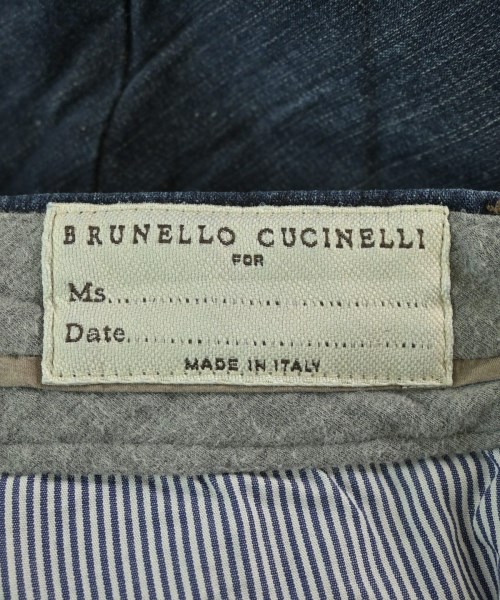 BRUNELLO CUCINELLI
FOR
Ms..............................
Date..............................
MADE IN ITALY